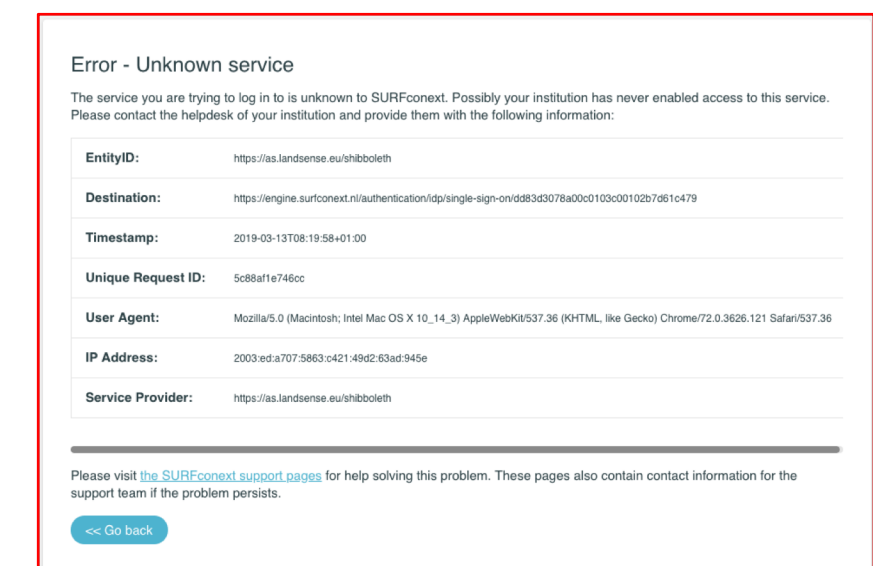 Error - Unknown service
The service you are trying to log in to is unknown to SURFconext. Possibly your institution has never enabled access to this service.
Please contact the helpdesk of your institution and provide them with the following information:
EntityID: https://as.landsense.eu/shibboleth
Destination: https://engine.surfconext.nl/authentication/idp/single-sign-on/dd83d3078a00c0103c00102b7d61c479
Timestamp: 2019-03-13T08:19:58+01:00
Unique Request ID: 5c88af1e746cc
User Agent: Mozilla/5.0 (Macintosh; Intel Mac OS X 10_14_3) AppleWebKit/537.36 (KHTML, like Gecko) Chrome/72.0.3626.121 Safari/537.36
IP Address: 2003:ed:a707:5863:c421:49d2:63ad:945e
Service Provider: https://as.landsense.eu/shibboleth
Please visit the SURFconext support pages for help solving this problem. These pages also contain contact information for the
support team if the problem persists.
<< Go back